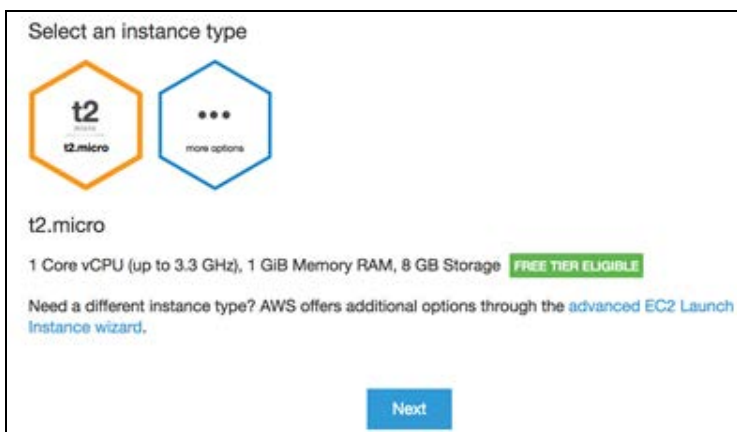 Select an instance type
t2
micro
t2.micro
•••
more options
t2.micro
1 Core vCPU (up to 3.3 GHz), 1 GiB Memory RAM, 8 GB Storage FREE TIER ELIGIBLE
Need a different instance type? AWS offers additional options through the advanced EC2 Launch
Instance wizard.
Next